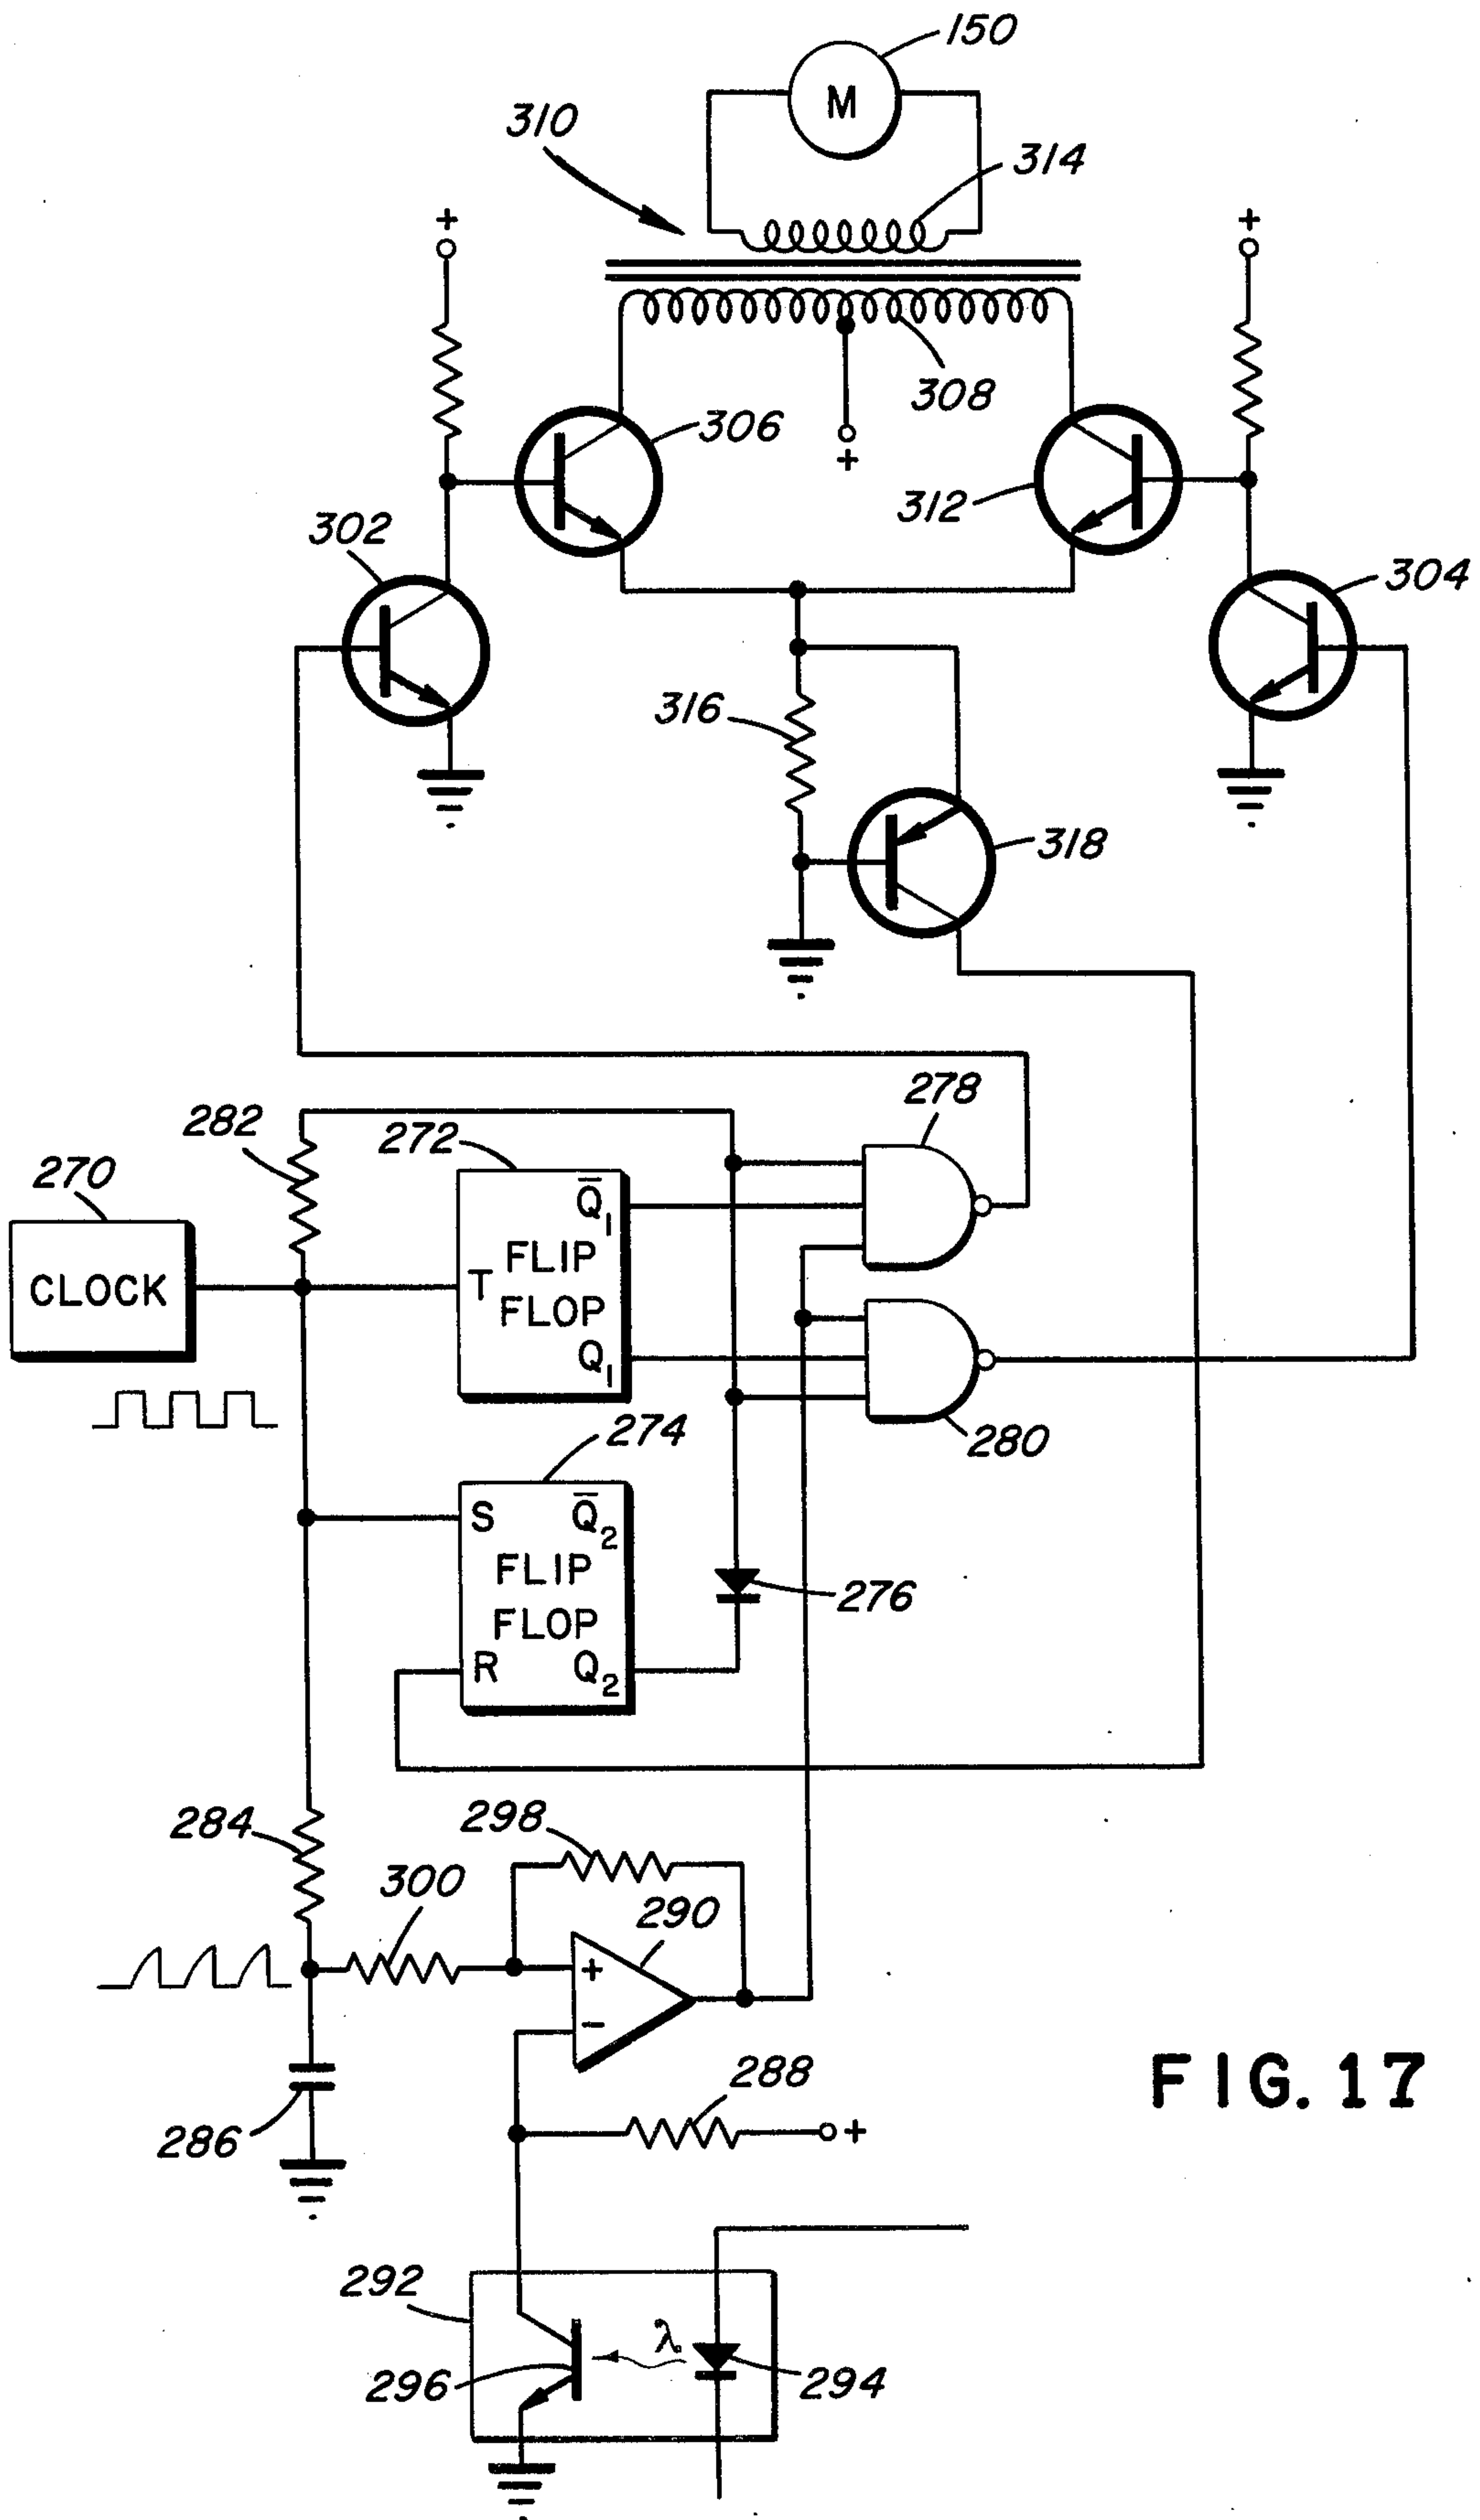 150
M
310
314
+
+
308
306
+
312
302
304
316
318
278
282
272
270
Q̅1
CLOCK
T FLIP
FLOP
Q1
274
280
S Q̅2
FLIP
FLOP
276
R Q2
284
298
300
290
+
−
288
286
+
FIG. 17
292
λ
296
294